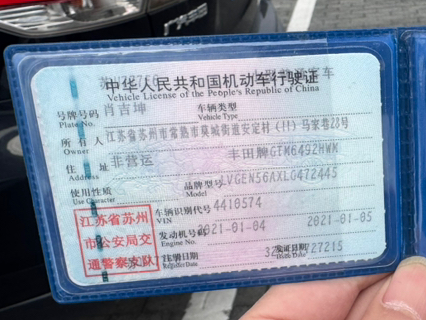 中华人民共和国机动车行驶证
Vehicle License of the People's Republic of China
号牌号码
Plate No.
肖吉坤
车辆类型
Vehicle Type
所有人
Owner
江苏省苏州市常熟市莫城街道安定村(11)马家巷28号
住址
Address
非营运
丰田牌GTM6492HWK
使用性质
Use Character
品牌型号
Model
LVGEN56AXLG472445
江苏省苏州
市公安局交
通警察支队
车辆识别代号
VIN
4410574
发动机号码
Engine No.
2021-01-04
2021-01-05
注册日期
Register Date
发证日期
Issue Date